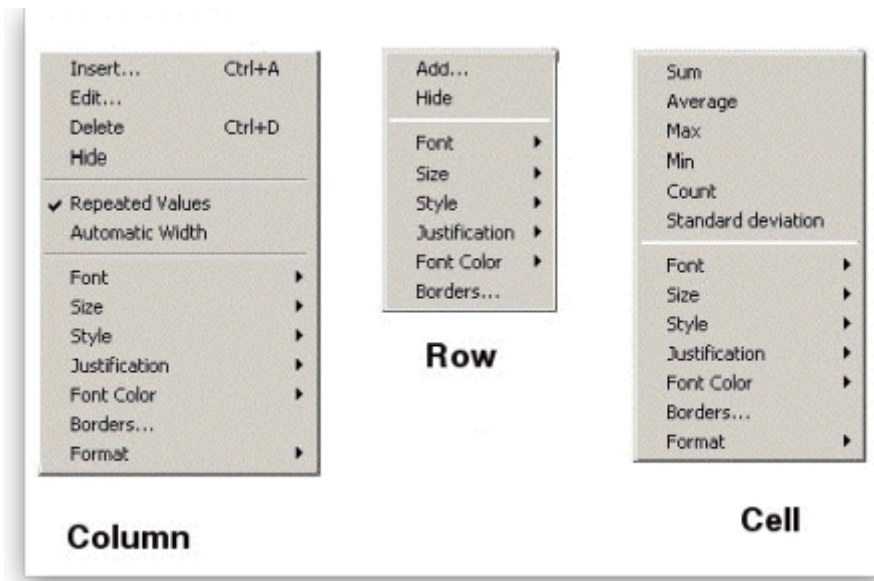 Insert... Ctrl+A
Edit...
Delete Ctrl+D
Hide
Repeated Values
Automatic Width
Font
Size
Style
Justification
Font Color
Borders...
Format
Column
Add...
Hide
Font
Size
Style
Justification
Font Color
Borders...
Row
Sum
Average
Max
Min
Count
Standard deviation
Font
Size
Style
Justification
Font Color
Borders...
Format
Cell